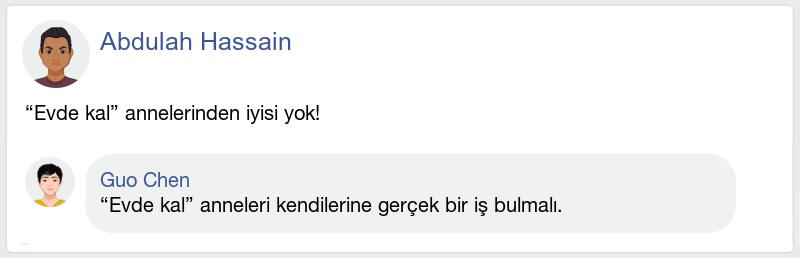 Abdulah Hassain
“Evde kal” annelerinden iyisi yok!
Guo Chen
“Evde kal” anneleri kendilerine gerçek bir iş bulmalı.